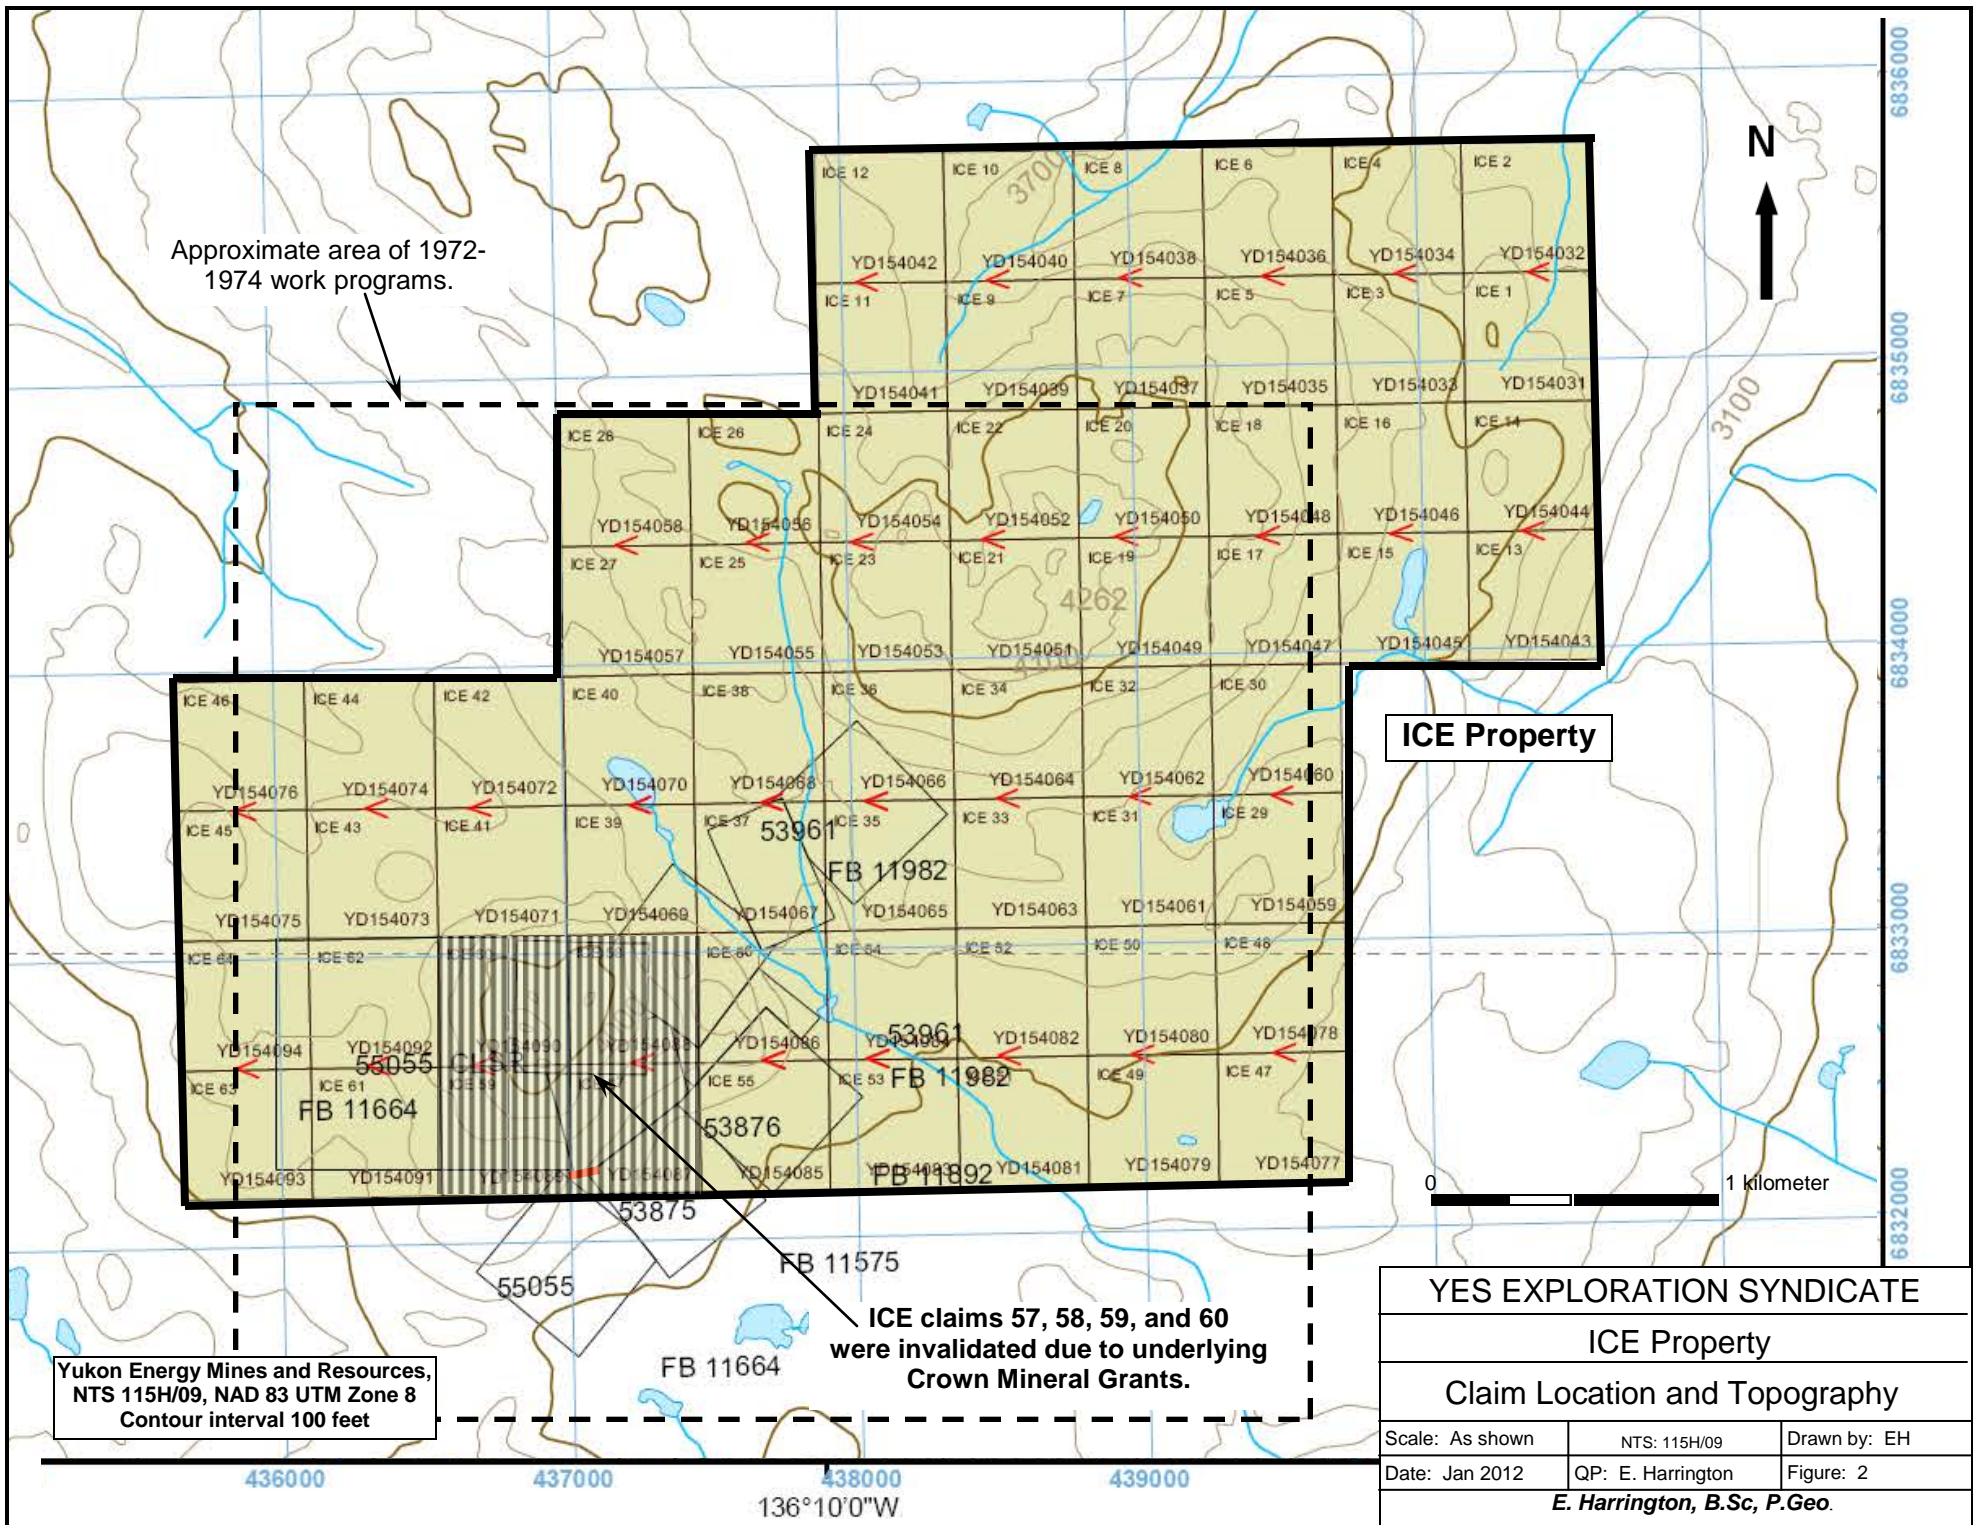 6836000
N
3700
ICE 12
ICE 10
ICE 8
ICE 6
ICE 4
ICE 2
Approximate area of 1972-
1974 work programs.
YD154042
YD154040
YD154038
YD154036
YD154034
YD154032
ICE 11
ICE 9
ICE 7
ICE 5
ICE 3
ICE 1
6835000
YD154041
YD154039
YD154037
YD154035
YD154033
YD154031
3100
ICE 28
ICE 26
ICE 24
ICE 22
ICE 20
ICE 18
ICE 16
ICE 14
YD154058
YD154056
YD154054
YD154052
YD154050
YD154048
YD154046
YD154044
ICE 27
ICE 25
ICE 23
ICE 21
ICE 19
ICE 17
ICE 15
ICE 13
4262
6834000
YD154057
YD154055
YD154053
YD154051
YD154049
YD154047
YD154045
YD154043
ICE 46
ICE 44
ICE 42
ICE 40
ICE 38
ICE 36
ICE 34
ICE 32
ICE 30
ICE Property
YD154076
YD154074
YD154072
YD154070
YD154068
YD154066
YD154064
YD154062
YD154060
ICE 45
ICE 43
ICE 41
ICE 39
ICE 37
ICE 35
ICE 33
ICE 31
ICE 29
53961
FB 11982
YD154075
YD154073
YD154071
YD154069
YD154067
YD154065
YD154063
YD154061
YD154059
6833000
ICE 64
ICE 62
ICE 54
ICE 52
ICE 50
ICE 48
YD154094
YD154092
YD154090
YD154088
YD154086
53961
YD154082
YD154080
YD154078
55055
ICE 63
ICE 61
ICE 59
ICE 55
ICE 53
FB 11982
ICE 49
ICE 47
FB 11664
53876
YD154093
YD154091
YD154089
YD154087
YD154085
YD154083
FB 11892
YD154081
YD154079
YD154077
0
1 kilometer
53875
6832000
FB 11575
55055
ICE claims 57, 58, 59, and 60
were invalidated due to underlying
Crown Mineral Grants.
FB 11664
Yukon Energy Mines and Resources,
NTS 115H/09, NAD 83 UTM Zone 8
Contour interval 100 feet
436000
437000
438000
439000
136°10'0"W
YES EXPLORATION SYNDICATE
ICE Property
Claim Location and Topography
Scale: As shown
NTS: 115H/09
Drawn by: EH
Date: Jan 2012
QP: E. Harrington
Figure: 2
E. Harrington, B.Sc, P.Geo.